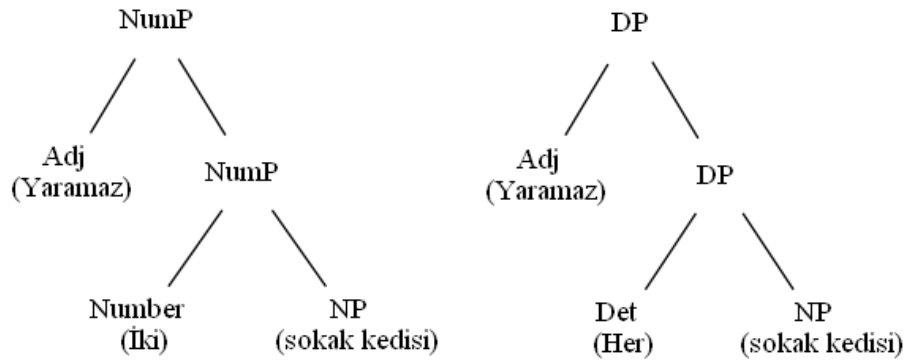 NumP
Adj
(Yaramaz)
NumP
Number
(İki)
NP
(sokak kedisi)
DP
Adj
(Yaramaz)
DP
Det
(Her)
NP
(sokak kedisi)